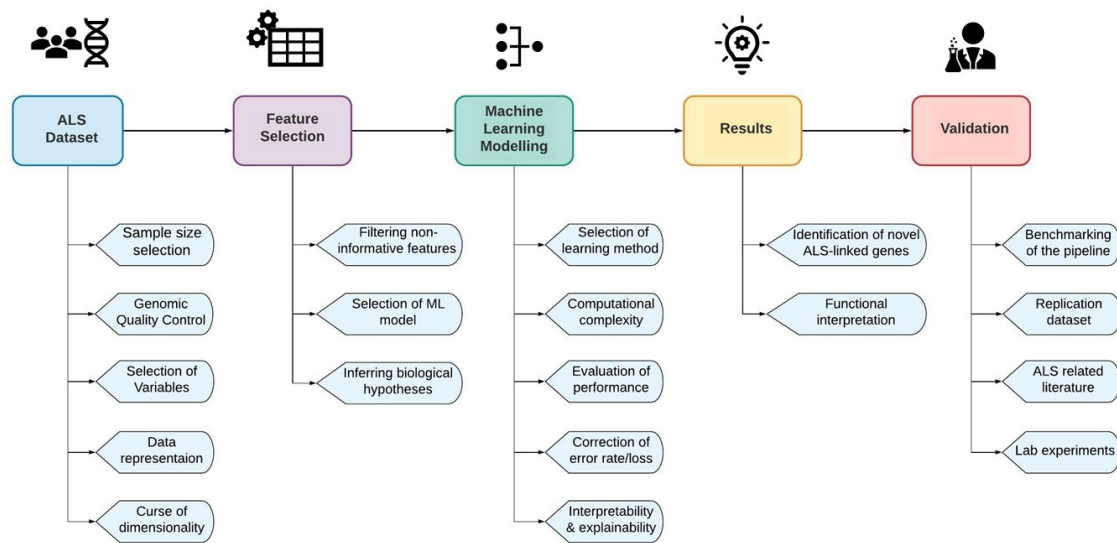 ALS
Dataset
Feature
Selection
Machine
Learning
Modelling
Results
Validation
Sample size
selection
Genomic
Quality Control
Selection of
Variables
Data
representaion
Curse of
dimensionality
Filtering non-
informative features
Selection of ML
model
Inferring biological
hypotheses
Selection of
learning method
Computational
complexity
Evaluation of
performance
Correction of
error rate/loss
Interpretability
& explainability
Identification of novel
ALS-linked genes
Functional
interpretation
Benchmarking
of the pipeline
Replication
dataset
ALS related
literature
Lab experiments